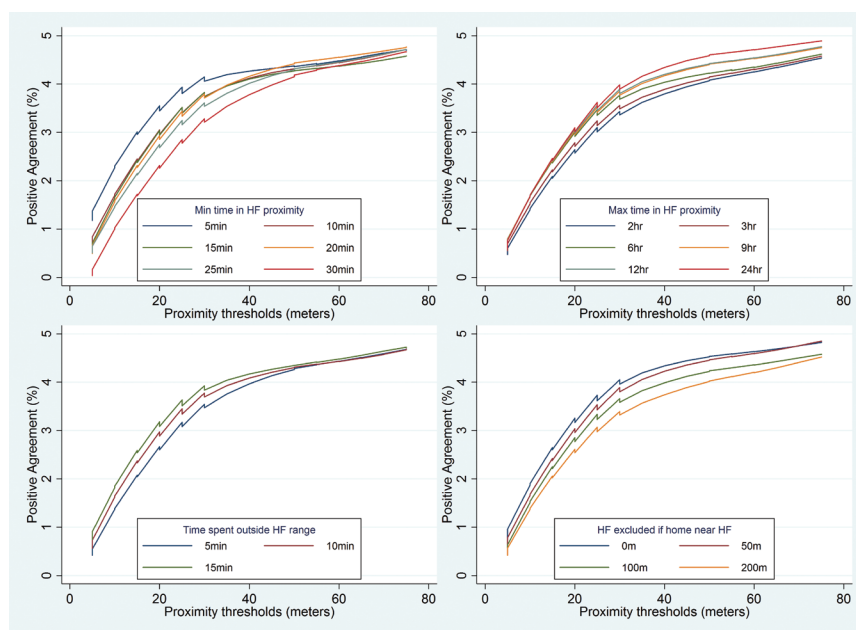 5
4
3
2
1
0
Positive Agreement (%)
Min time in HF proximity
5min 10min
15min 20min
25min 30min
0 20 40 60 80
Proximity thresholds (meters)
5
4
3
2
1
0
Positive Agreement (%)
Max time in HF proximity
2hr 3hr
6hr 9hr
12hr 24hr
0 20 40 60 80
Proximity thresholds (meters)
5
4
3
2
1
0
Positive Agreement (%)
Time spent outside HF range
5min 10min
15min
0 20 40 60 80
Proximity thresholds (meters)
5
4
3
2
1
0
Positive Agreement (%)
HF excluded if home near HF
0m 50m
100m 200m
0 20 40 60 80
Proximity thresholds (meters)